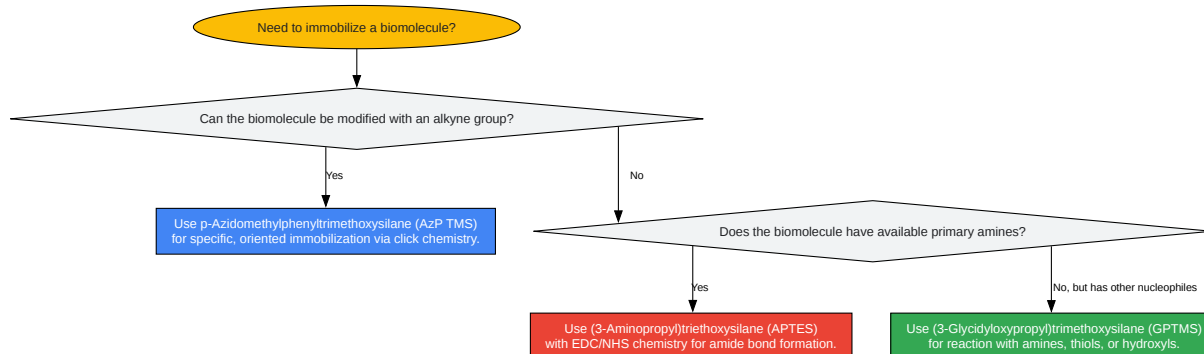 Need to immobilize a biomolecule?
Can the biomolecule be modified with an alkyne group?
Yes
No
Use p-Azidomethylphenyltrimethoxysilane (AzP TMS)
for specific, oriented immobilization via click chemistry.
Does the biomolecule have available primary amines?
Yes
No, but has other nucleophiles
Use (3-Aminopropyl)triethoxysilane (APTES)
with EDC/NHS chemistry for amide bond formation.
Use (3-Glycidyloxypropyl)trimethoxysilane (GPTMS)
for reaction with amines, thiols, or hydroxyls.